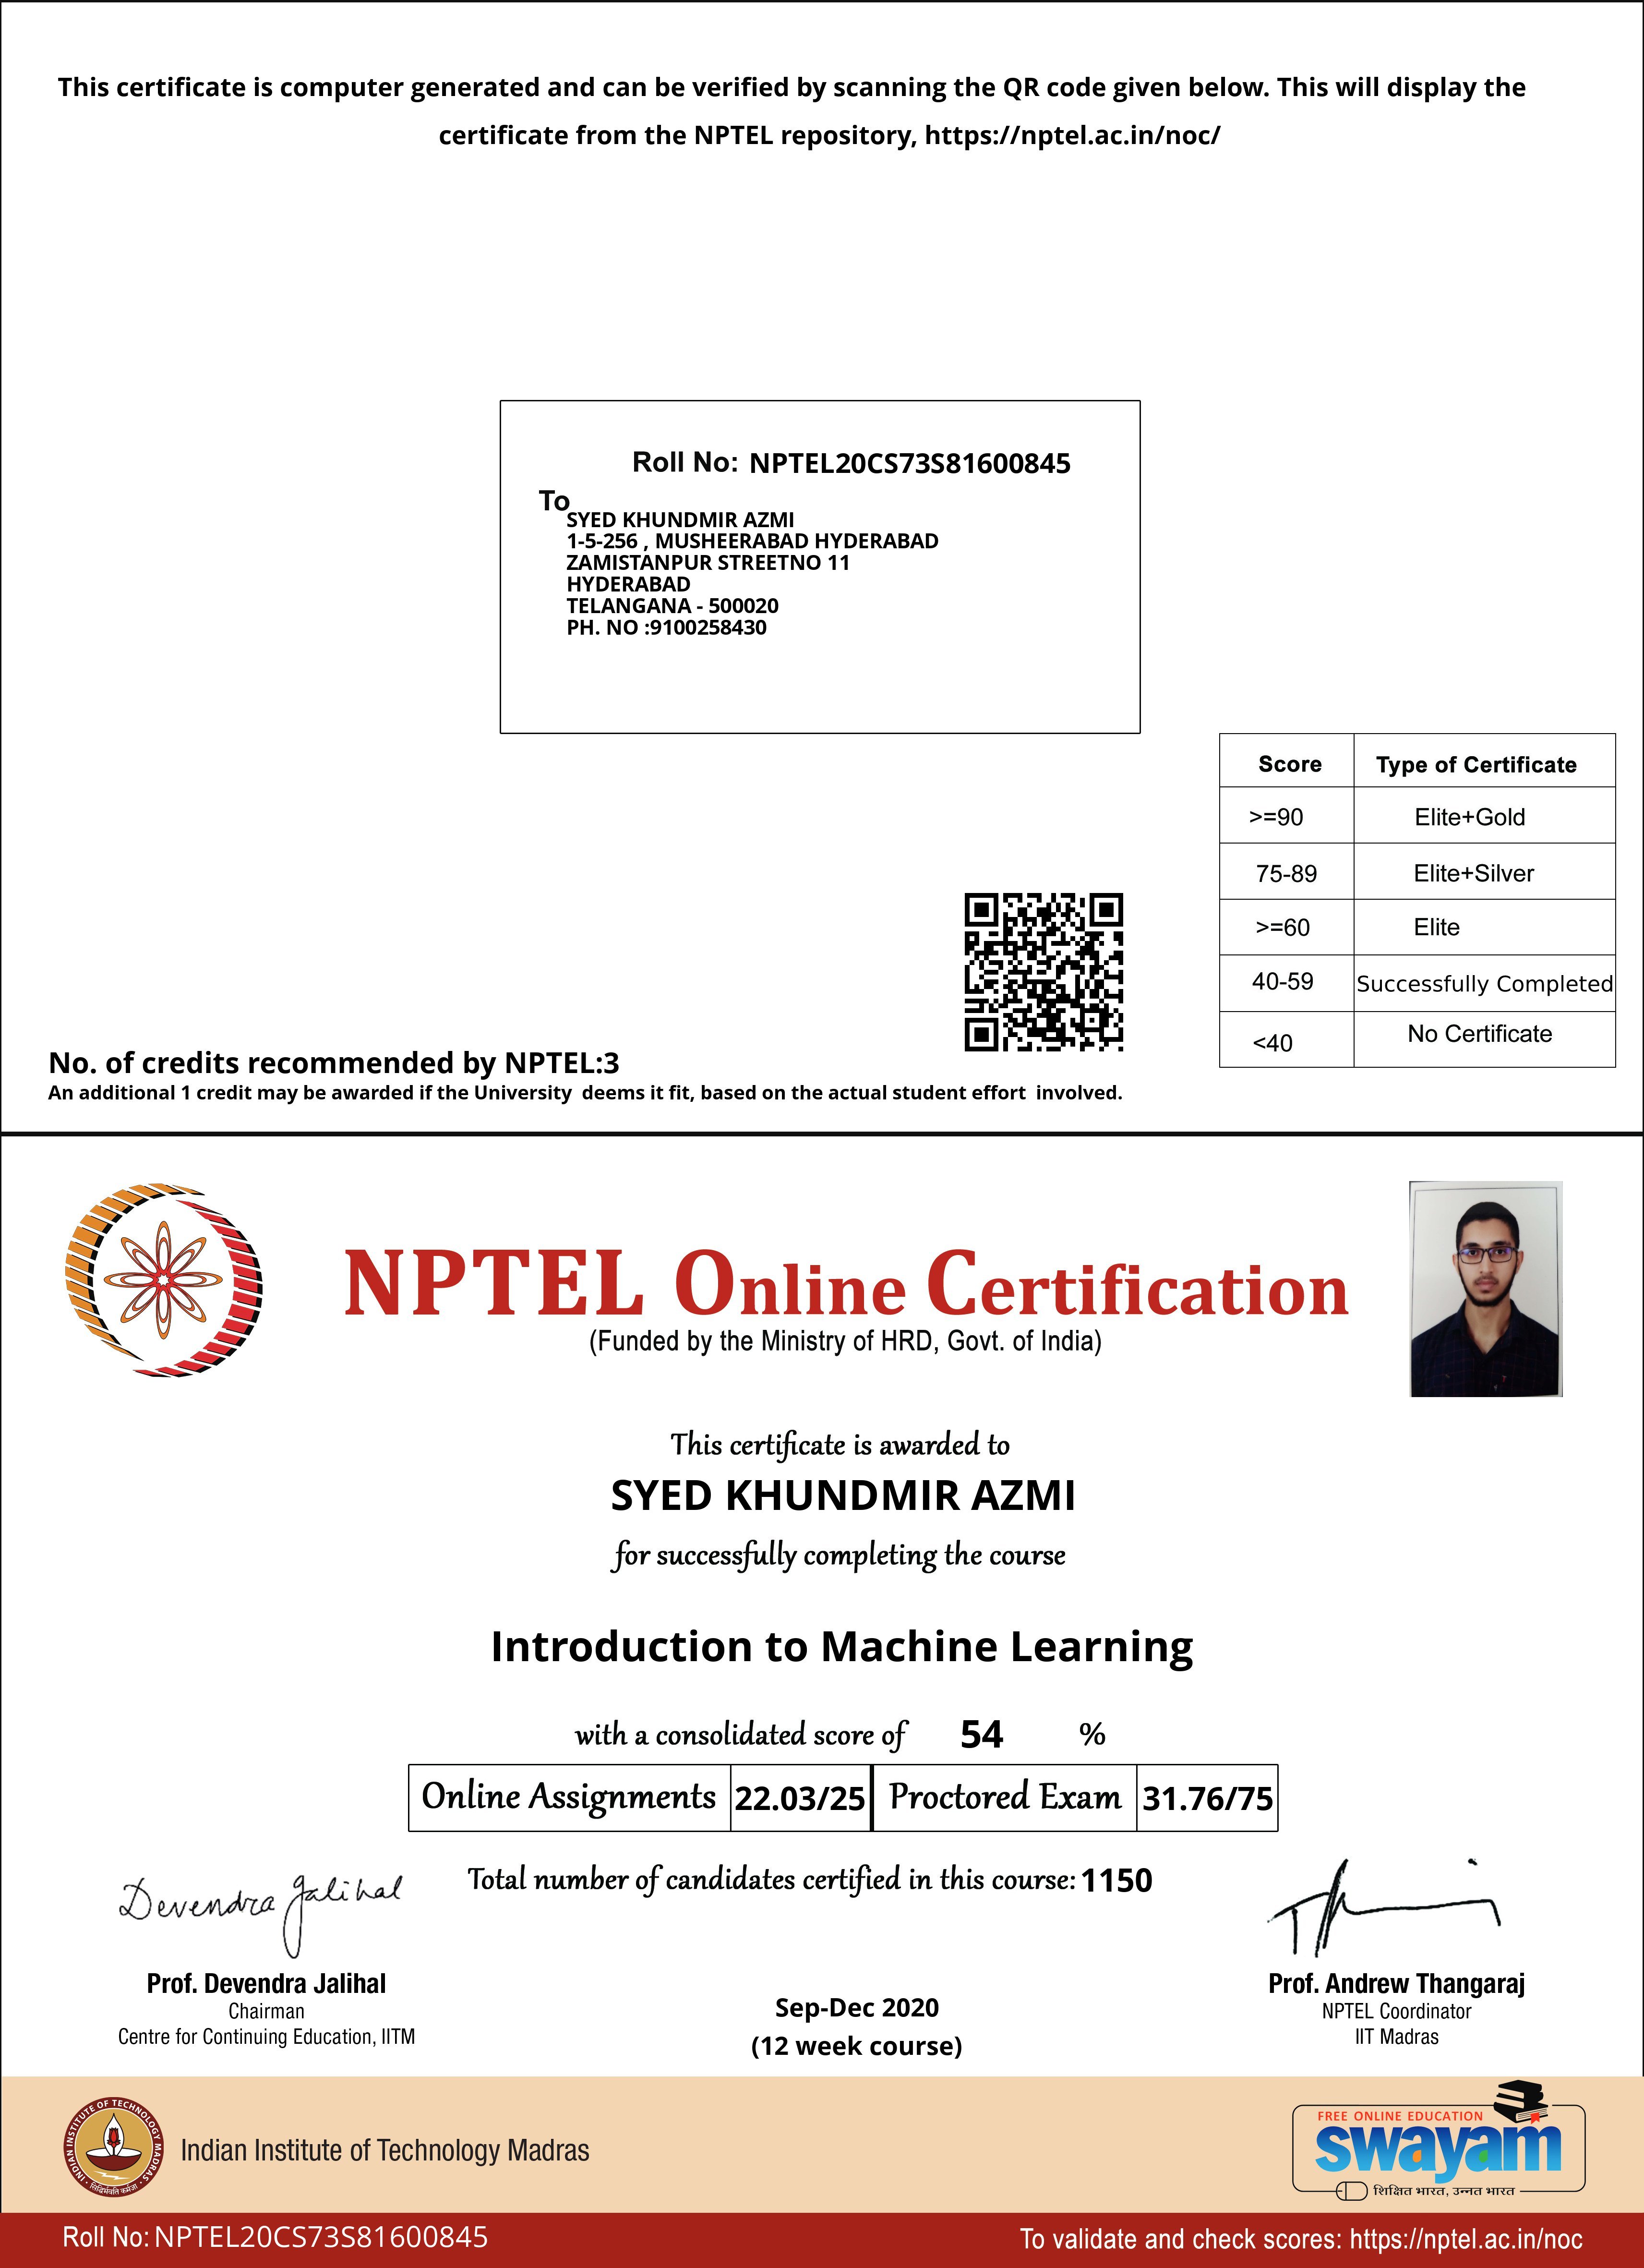 This certificate is computer generated and can be verified by scanning the QR code given below. This will display the
certificate from the NPTEL repository, https://nptel.ac.in/noc/
Roll No: NPTEL20CS73S81600845
To
SYED KHUNDMIR AZMI
1-5-256 , MUSHEERABAD HYDERABAD
ZAMISTANPUR STREETNO 11
HYDERABAD
TELANGANA - 500020
PH. NO :9100258430
Score Type of Certificate
>=90 Elite+Gold
75-89 Elite+Silver
>=60 Elite
40-59 Successfully Completed
<40 No Certificate
No. of credits recommended by NPTEL:3
An additional 1 credit may be awarded if the University deems it fit, based on the actual student effort involved.
NPTEL Online Certification
(Funded by the Ministry of HRD, Govt. of India)
This certificate is awarded to
SYED KHUNDMIR AZMI
for successfully completing the course
Introduction to Machine Learning
with a consolidated score of 54 %
Online Assignments 22.03/25 Proctored Exam 31.76/75
Total number of candidates certified in this course: 1150
Devendra Jalihal
Prof. Devendra Jalihal
Chairman
Centre for Continuing Education, IITM
Sep-Dec 2020
(12 week course)
Prof. Andrew Thangaraj
NPTEL Coordinator
IIT Madras
INDIAN INSTITUTE OF TECHNOLOGY MADRAS
सिद्धिर्भवति कर्मजा
Indian Institute of Technology Madras
FREE ONLINE EDUCATION
swayam
शिक्षित भारत, उन्नत भारत
Roll No: NPTEL20CS73S81600845
To validate and check scores: https://nptel.ac.in/noc